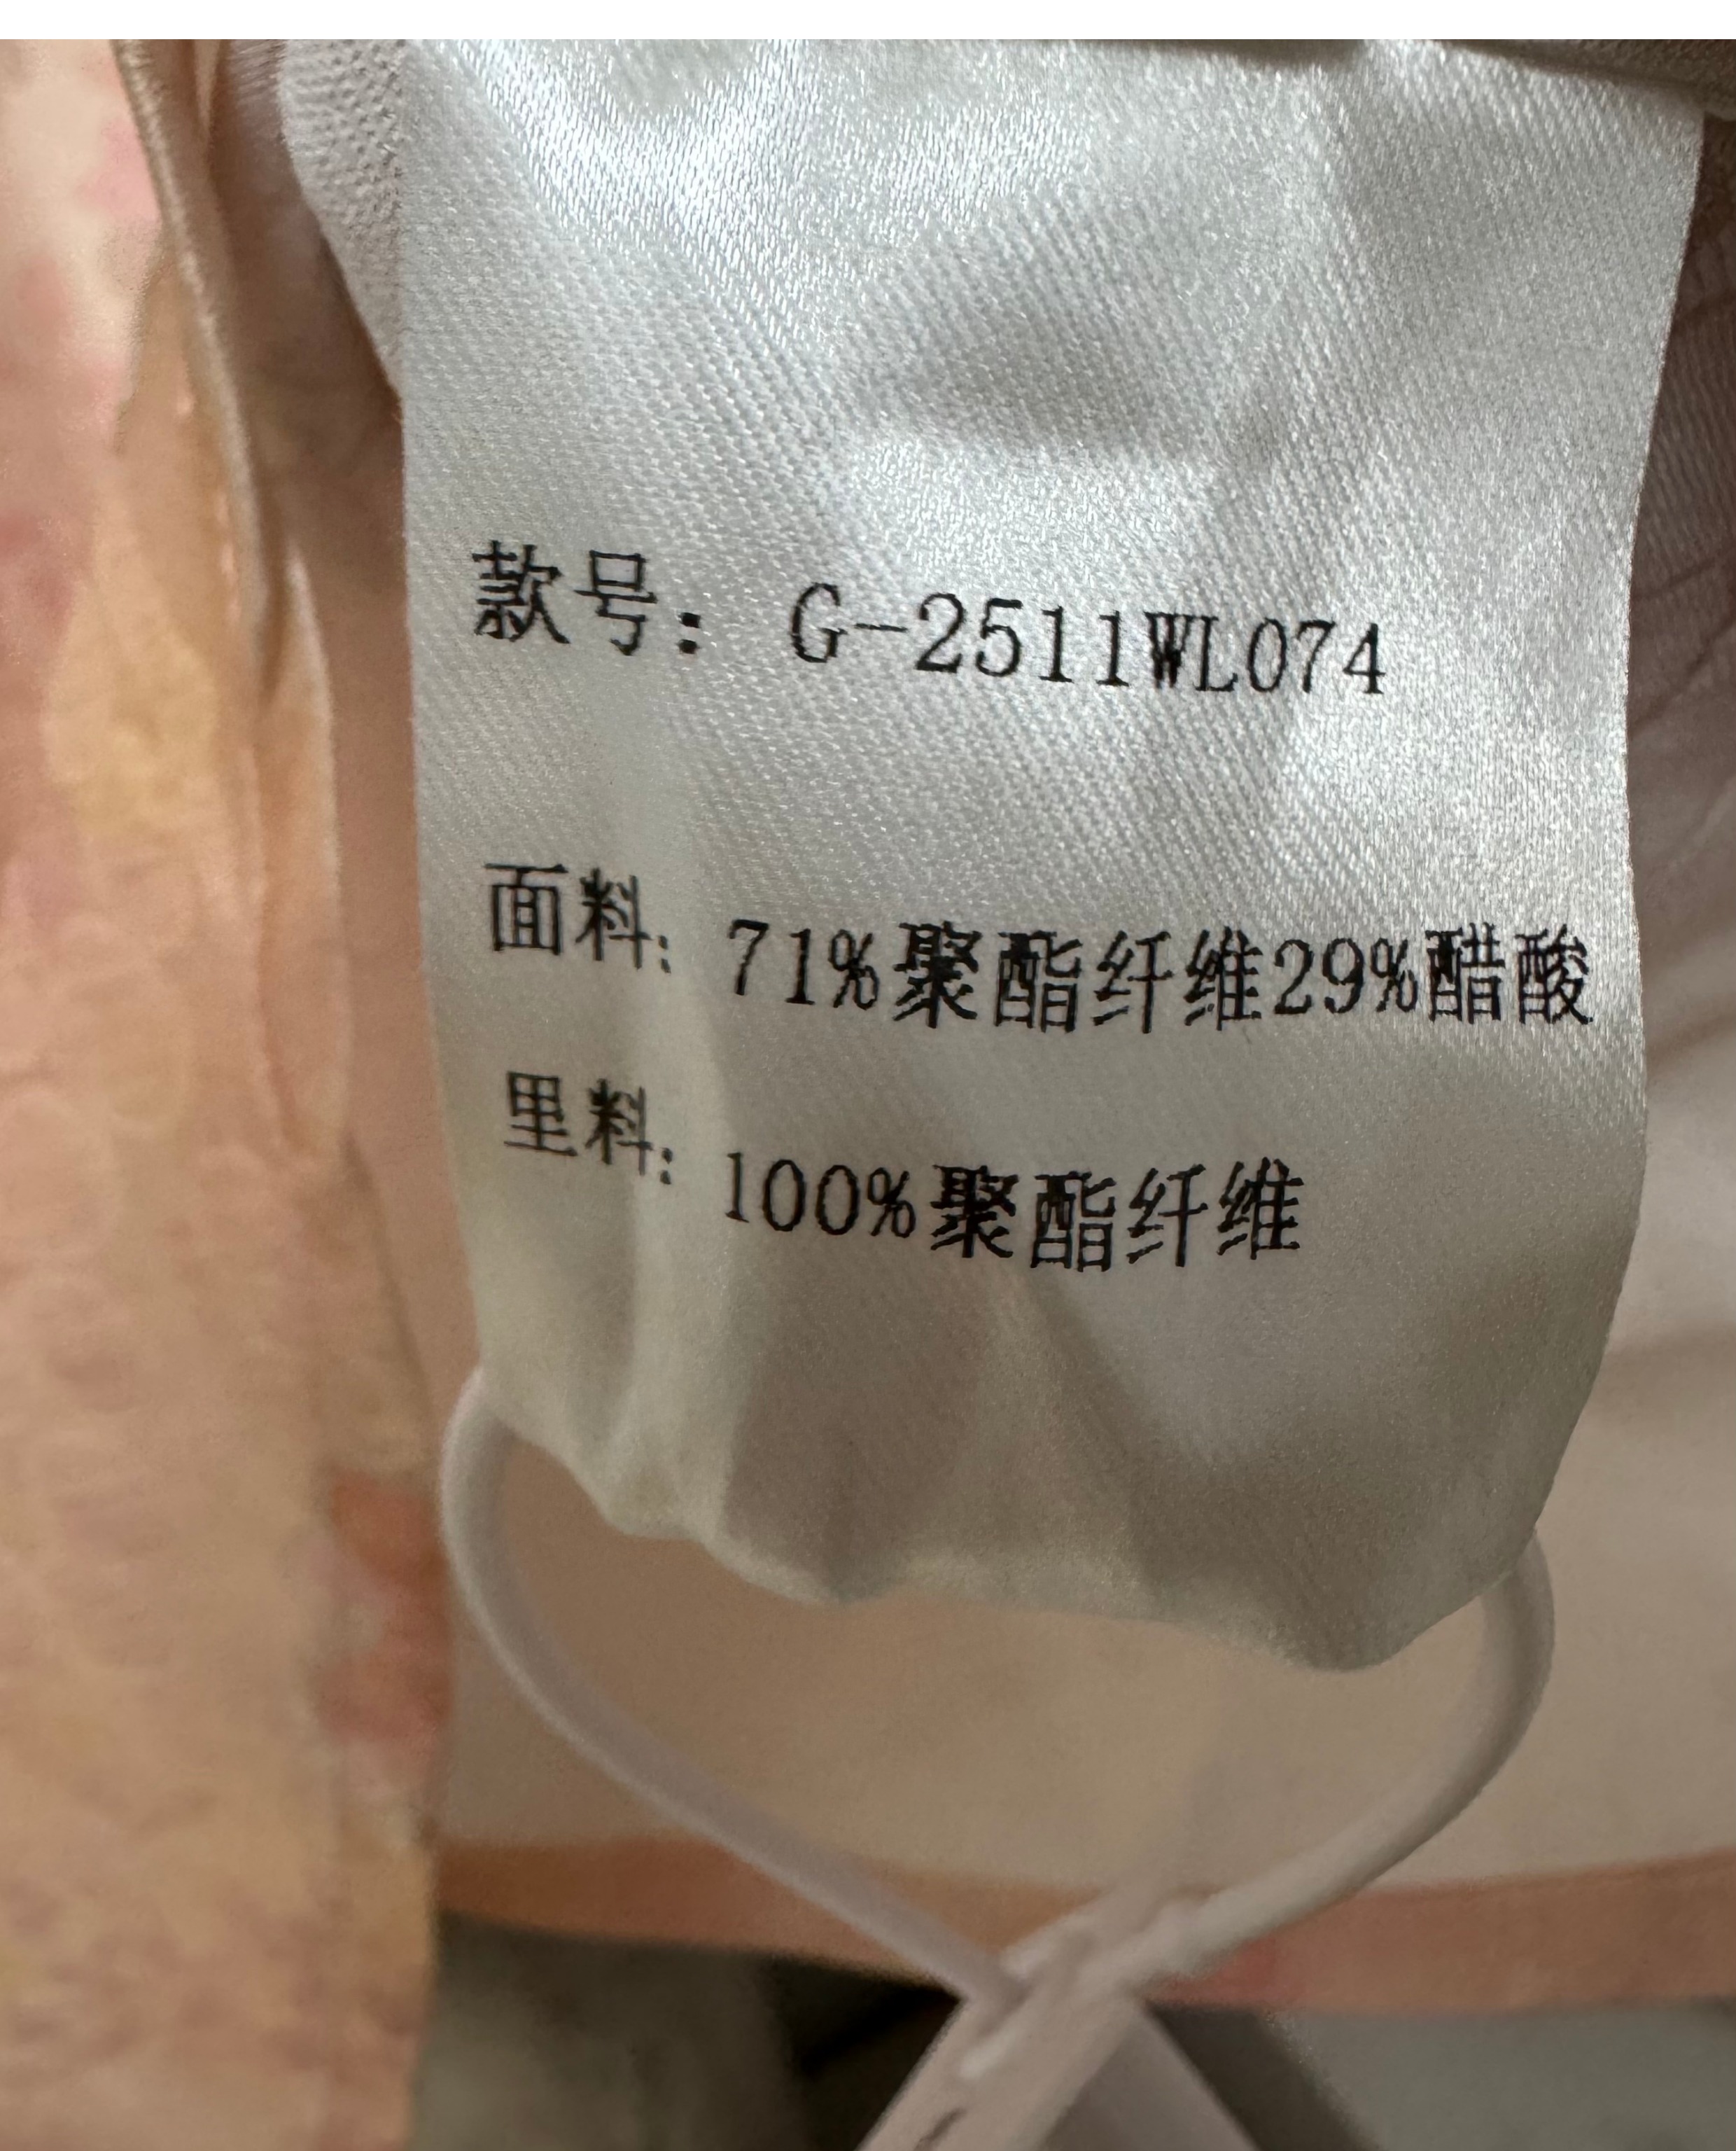 款号： G-2511WL074
面料: 71%聚酯纤维29%醋酸
里料: 100%聚酯纤维